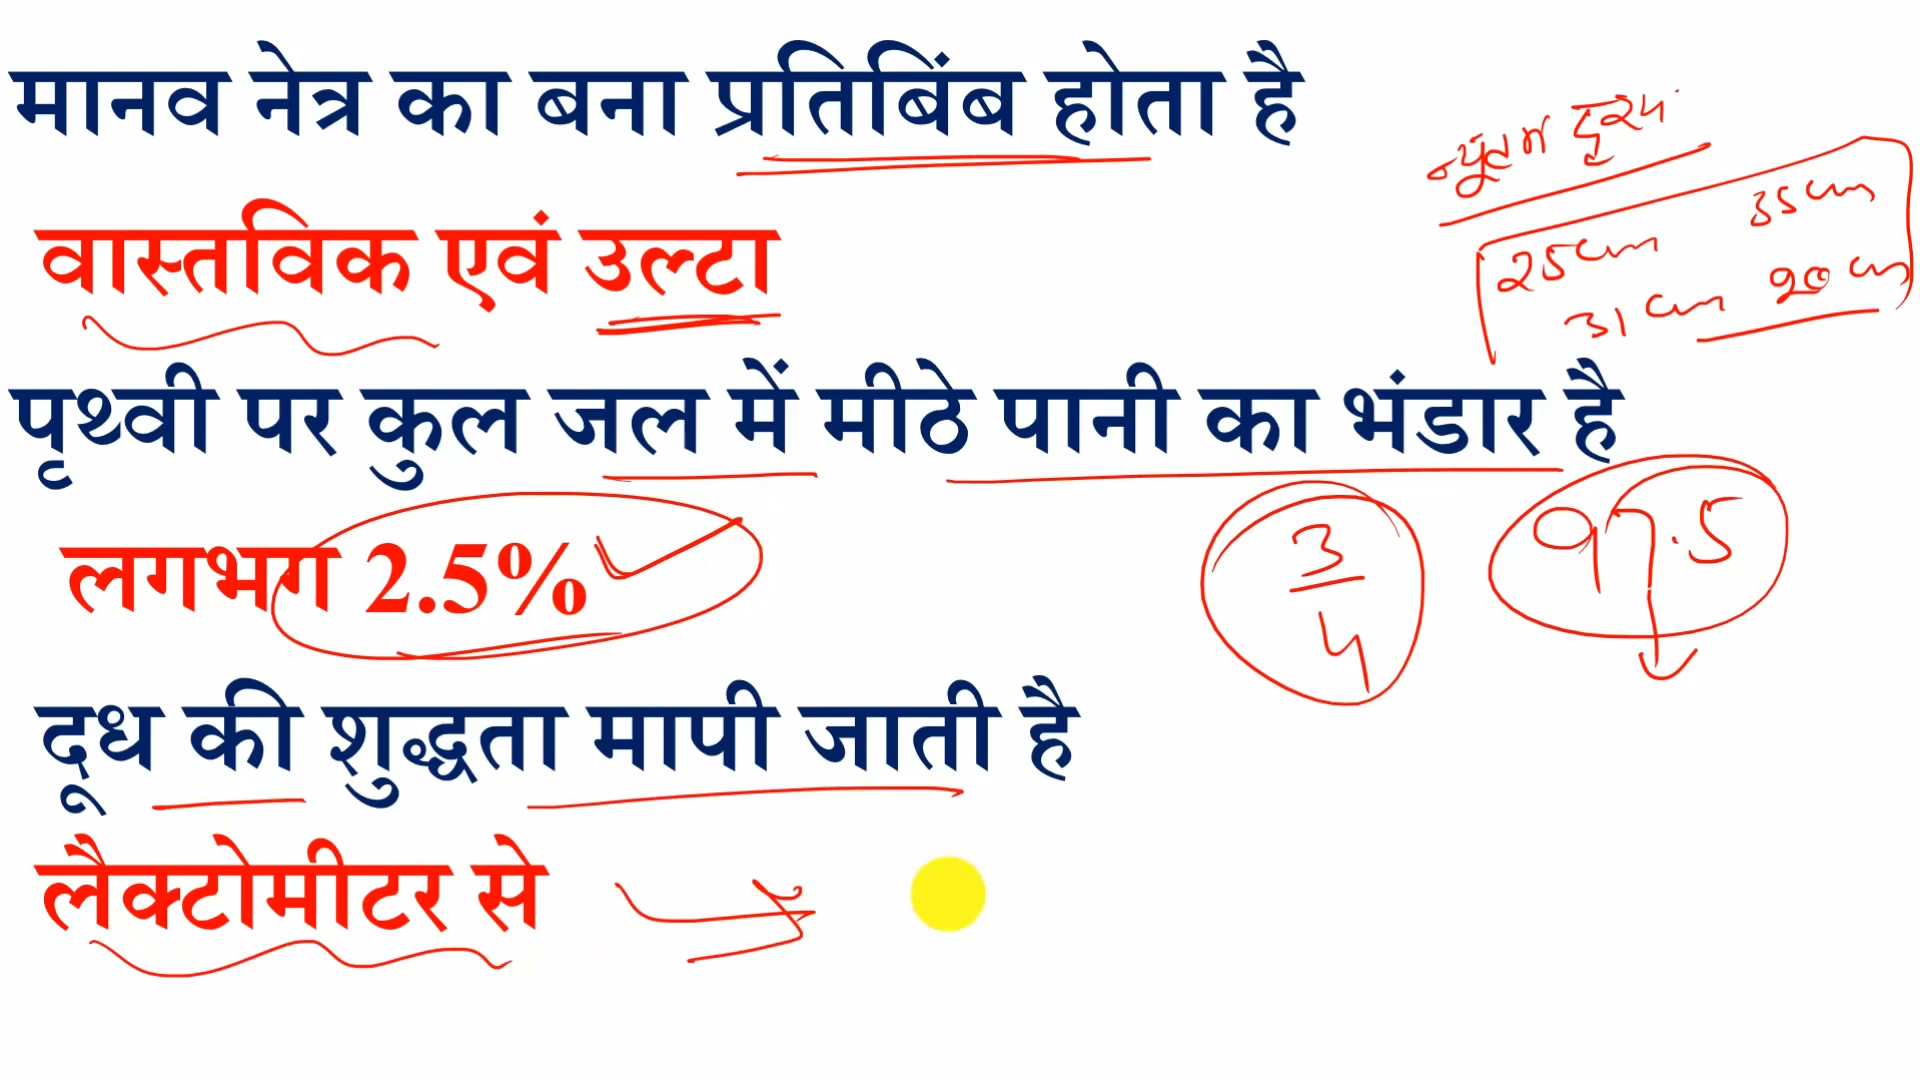 मानव नेत्र का बना प्रतिबिंब होता है
न्यूनतम दृश्य
वास्तविक एवं उल्टा
25cm 35cm
31cm 20cm
पृथ्वी पर कुल जल में मीठे पानी का भंडार है
लगभग 2.5%
3/4
97.5
दूध की शुद्धता मापी जाती है
लैक्टोमीटर से